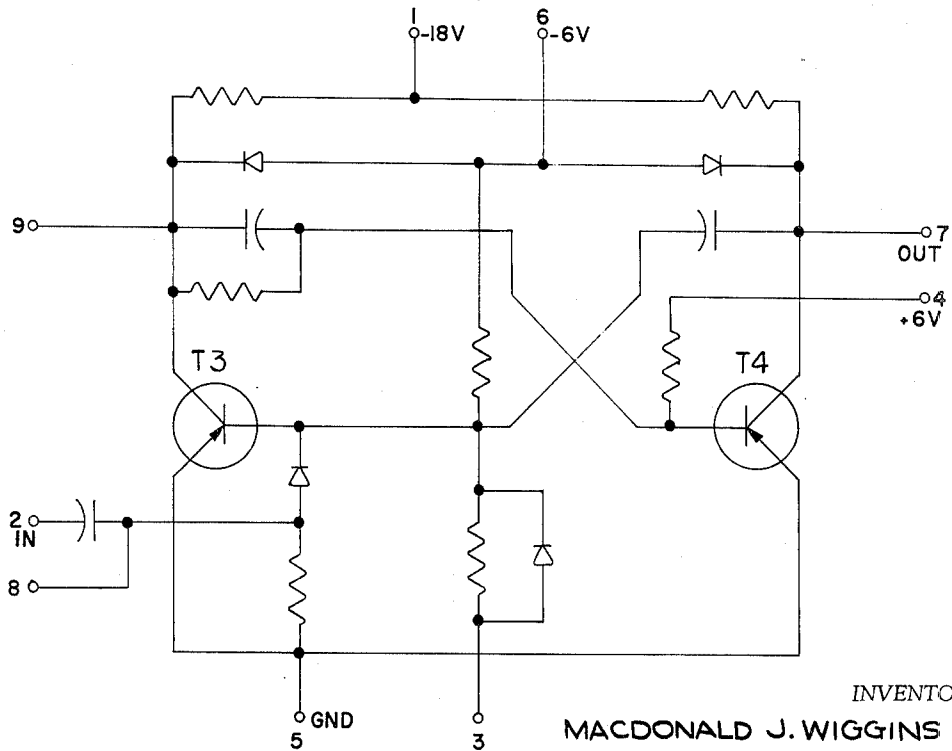 1
-18V
6
-6V
9
7
OUT
4
+6V
T3
T4
2
IN
8
GND
5
3
INVENTO
MACDONALD J. WIGGINS